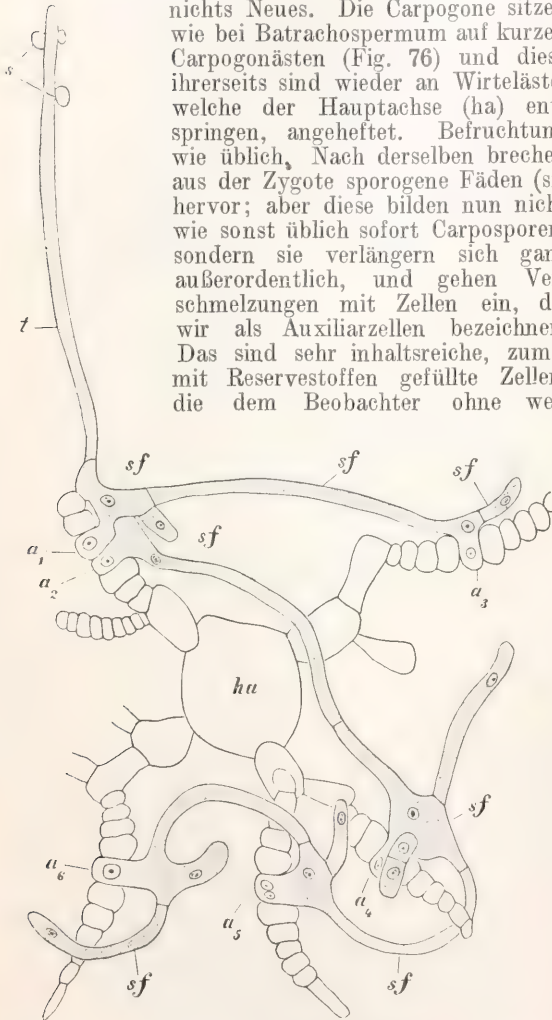 nichts Neues. Die Carpogone sitze
wie bei Batrachospermum auf kurze
Carpogonästen (Fig. 76) und dies
ihrerseits sind wieder an Wirteläst
welche der Hauptachse (ha) en
springen, angeheftet. Befruchtun
wie üblich, Nach derselben breche
aus der Zygote sporogene Fäden (s
hervor; aber diese bilden nun nich
wie sonst üblich sofort Carposporen
sondern sie verlängern sich gan
außerordentlich, und gehen Ve
schmelzungen mit Zellen ein, d
wir als Auxiliarzellen bezeichnen
Das sind sehr inhaltsreiche, zum
mit Reservestoffen gefüllte Zellen
die dem Beobachter ohne we
s
t
sf
sf
sf
sf
a1
a2
a3
ha
sf
a6
a5
a4
sf
sf